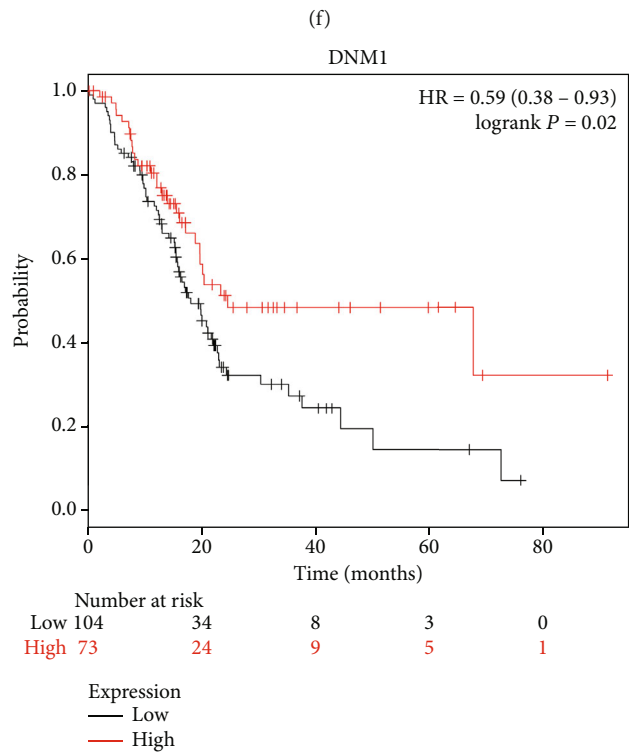 (f)
DNM1
HR = 0.59 (0.38 – 0.93)
logrank P = 0.02
1.0
0.8
0.6
0.4
0.2
0.0
Probability
0 20 40 60 80
Time (months)
Number at risk
Low 104 34 8 3 0
High 73 24 9 5 1
Expression
Low
High